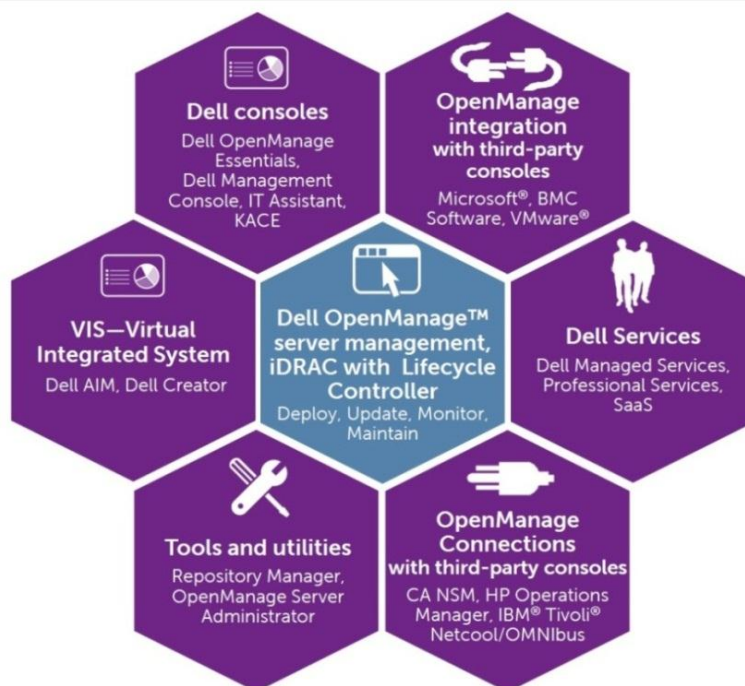 Dell consoles
Dell OpenManage
Essentials,
Dell Management
Console, IT Assistant,
KACE
OpenManage
integration
with third-party
consoles
Microsoft®, BMC
Software, VMware®
VIS—Virtual
Integrated System
Dell AIM, Dell Creator
Dell OpenManage™
server management,
iDRAC with Lifecycle
Controller
Deploy, Update, Monitor,
Maintain
Dell Services
Dell Managed Services,
Professional Services,
SaaS
Tools and utilities
Repository Manager,
OpenManage Server
Administrator
OpenManage
Connections
with third-party consoles
CA NSM, HP Operations
Manager, IBM® Tivoli®
Netcool/OMNIbus